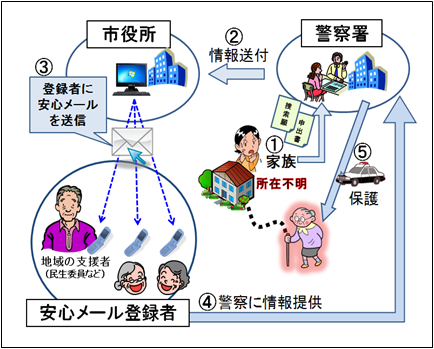 市役所
警察署
②
情報送付
③
登録者に
安心メール
を送信
捜索願
申出書
①
家族
所在不明
⑤
保護
地域の支援者
(民生委員など)
安心メール登録者
④警察に情報提供